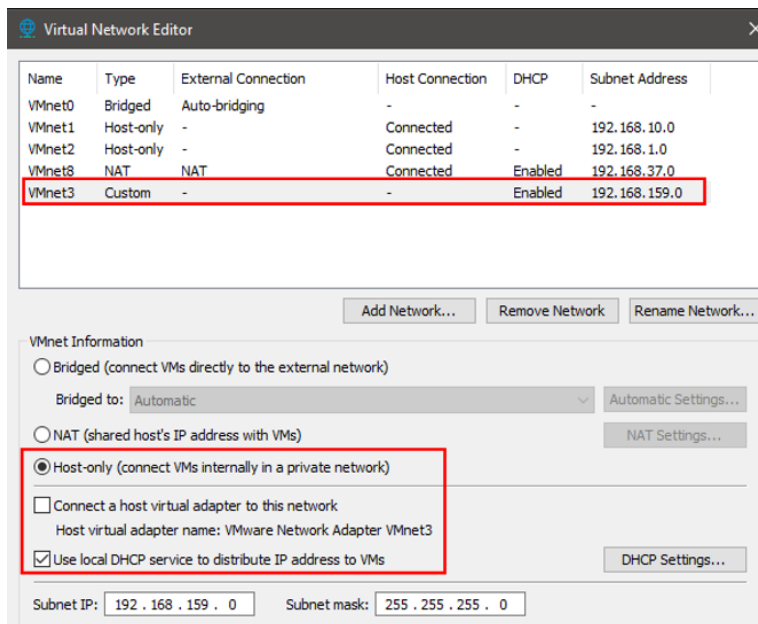 Virtual Network Editor
Name Type External Connection Host Connection DHCP Subnet Address
VMnet0 Bridged Auto-bridging - - -
VMnet1 Host-only - Connected - 192.168.10.0
VMnet2 Host-only - Connected - 192.168.1.0
VMnet8 NAT NAT Connected Enabled 192.168.37.0
VMnet3 Custom - - Enabled 192.168.159.0
Add Network... Remove Network Rename Network...
VMnet Information
Bridged (connect VMs directly to the external network)
Bridged to: Automatic Automatic Settings...
NAT (shared host's IP address with VMs) NAT Settings...
Host-only (connect VMs internally in a private network)
Connect a host virtual adapter to this network
Host virtual adapter name: VMware Network Adapter VMnet3
Use local DHCP service to distribute IP address to VMs DHCP Settings...
Subnet IP: 192 . 168 . 159 . 0 Subnet mask: 255 . 255 . 255 . 0